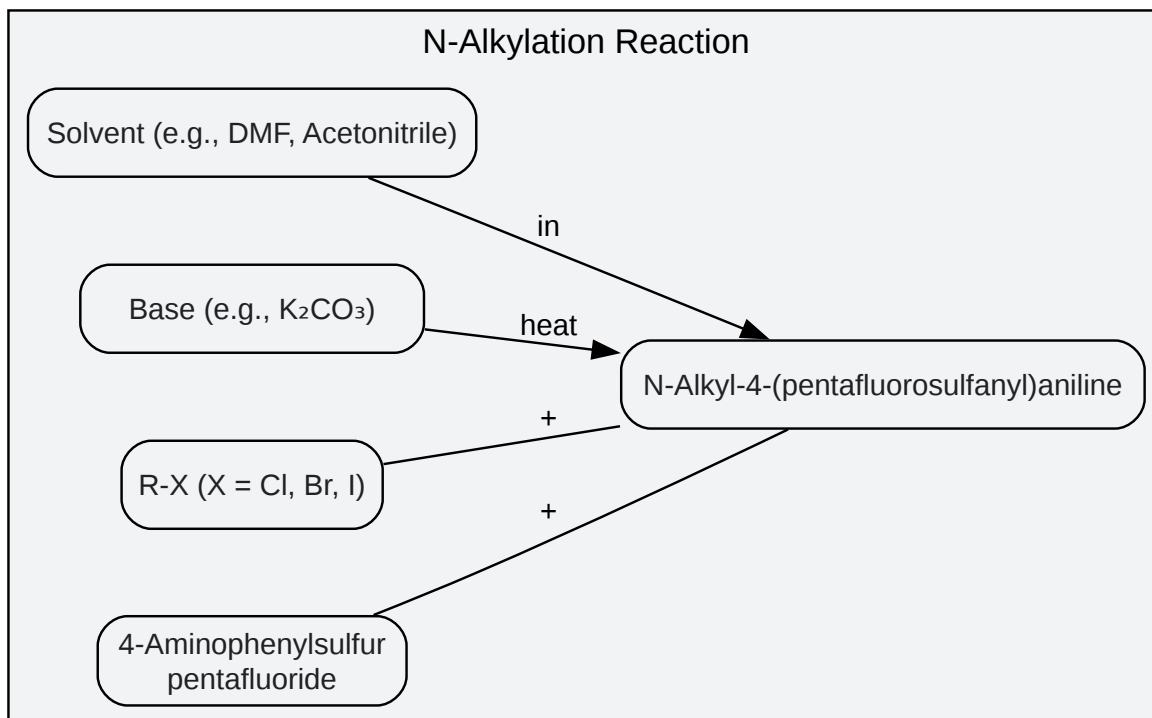 N-Alkylation Reaction
Solvent (e.g., DMF, Acetonitrile)
in
Base (e.g., K₂CO₃)
heat
N-Alkyl-4-(pentafluorosulfanyl)aniline
+
R-X (X = Cl, Br, I)
+
4-Aminophenylsulfur
pentafluoride